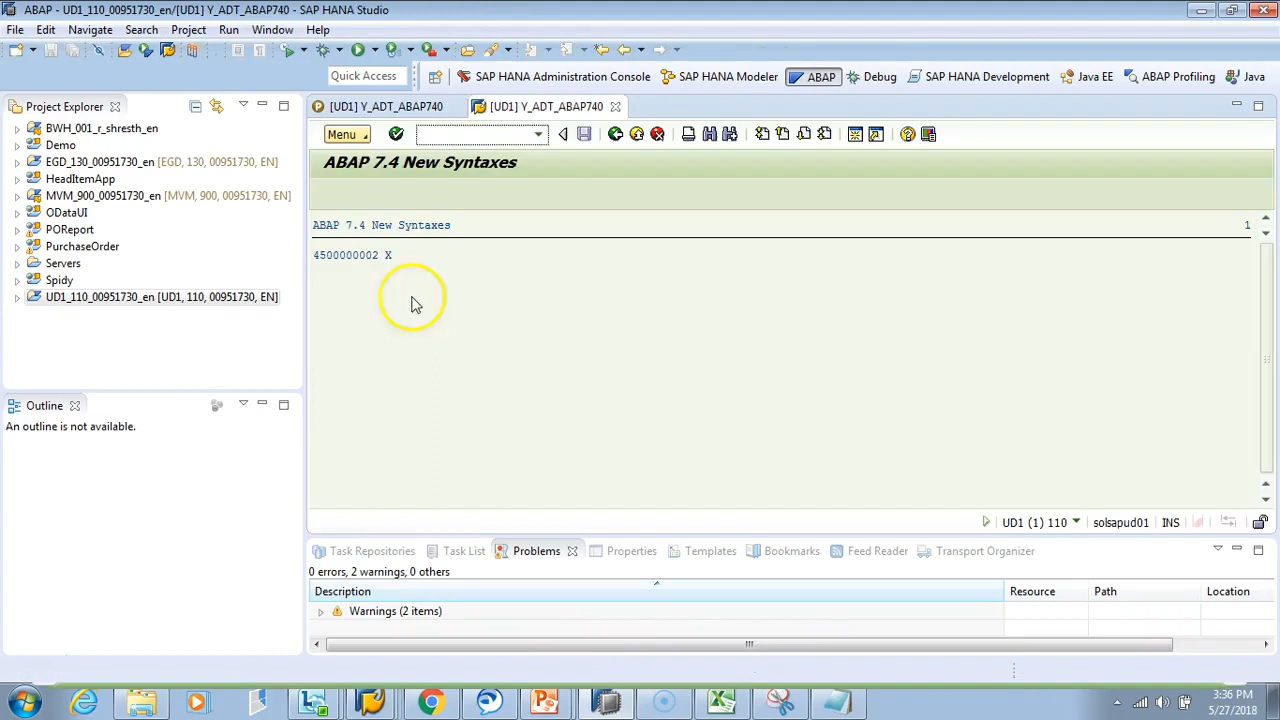 ABAP - UD1_110_00951730_en/[UD1] Y_ADT_ABAP740 - SAP HANA Studio
File Edit Navigate Search Project Run Window Help
Quick Access
SAP HANA Administration Console SAP HANA Modeler ABAP Debug SAP HANA Development Java EE ABAP Profiling Java
Project Explorer
BWH_001_r_shresth_en
Demo
EGD_130_00951730_en [EGD, 130, 00951730, EN]
HeadItemApp
MVM_900_00951730_en [MVM, 900, 00951730, EN]
ODataUI
POReport
PurchaseOrder
Servers
Spidy
UD1_110_00951730_en [UD1, 110, 00951730, EN]
Outline
An outline is not available.
[UD1] Y_ADT_ABAP740 [UD1] Y_ADT_ABAP740
Menu
ABAP 7.4 New Syntaxes
ABAP 7.4 New Syntaxes 1
4500000002 X
UD1 (1) 110 solsapud01 INS
Task Repositories Task List Problems Properties Templates Bookmarks Feed Reader Transport Organizer
0 errors, 2 warnings, 0 others
Description Resource Path Location
Warnings (2 items)
3:36 PM
5/27/2018